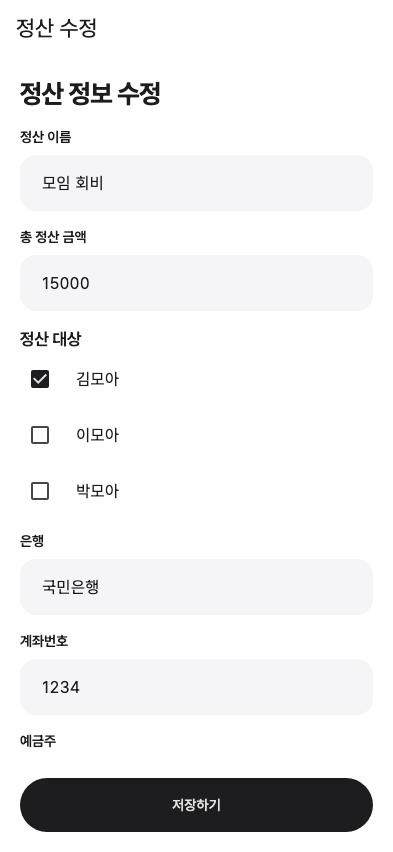 정산 수정
정산 정보 수정
정산 이름
모임 회비
총 정산 금액
15000
정산 대상
김모아
이모아
박모아
은행
국민은행
계좌번호
1234
예금주
저장하기